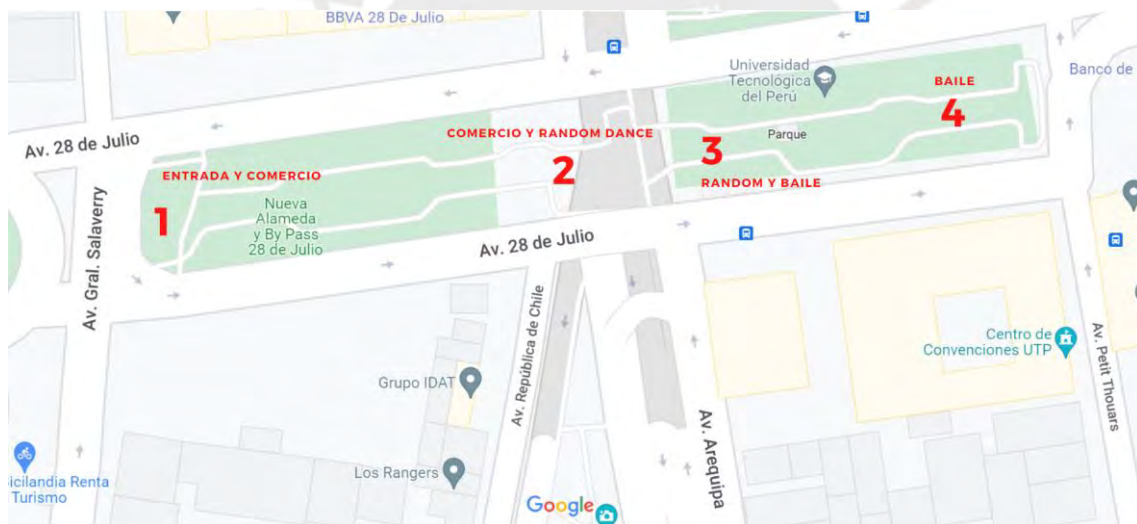 BBVA 28 De Julio
Universidad
Tecnológica
del Perú
BAILE
4
Banco de
Av. 28 de Julio
COMERCIO Y RANDOM DANCE
2
3
Parque
RANDOM Y BAILE
ENTRADA Y COMERCIO
1
Nueva
Alameda
y By Pass
28 de Julio
Av. Gral. Salaverry
Av. 28 de Julio
Av. República de Chile
Centro de
Convenciones UTP
Av. Petit Thouars
Grupo IDAT
Av. Arequipa
Los Rangers
icilandia Renta
Turismo
Google